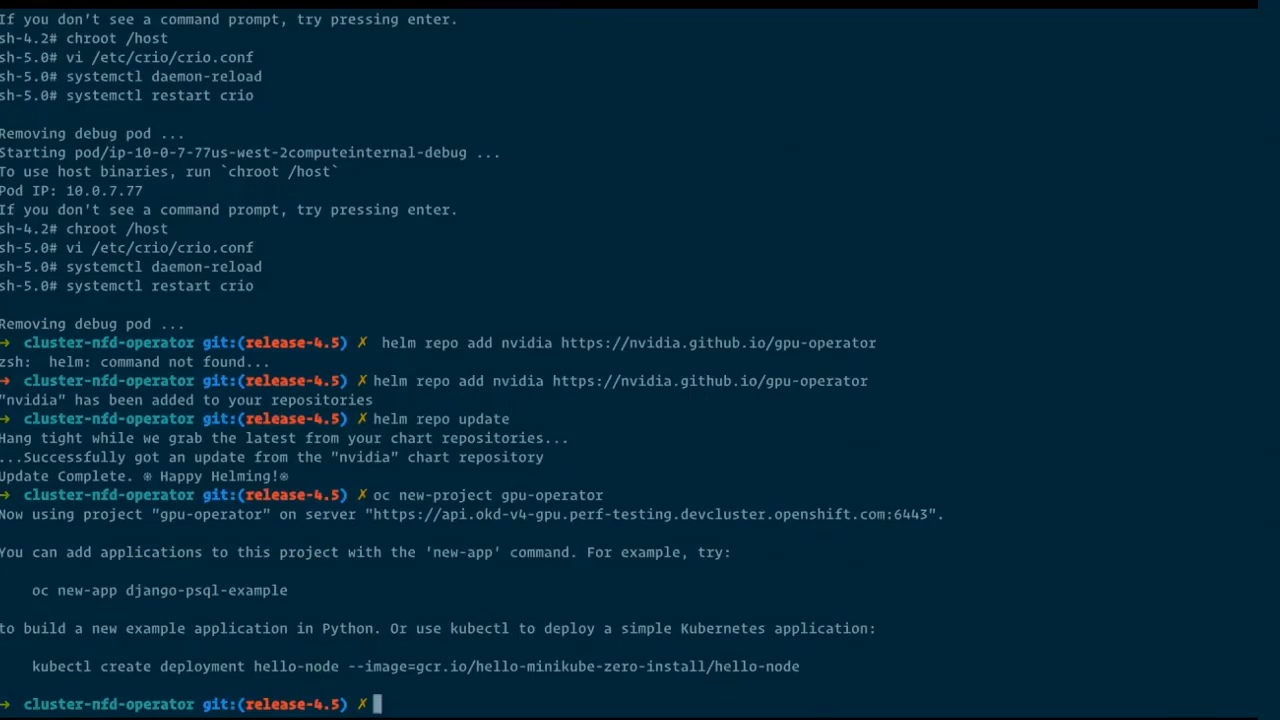 If you don't see a command prompt, try pressing enter.
sh-4.2# chroot /host
sh-5.0# vi /etc/crio/crio.conf
sh-5.0# systemctl daemon-reload
sh-5.0# systemctl restart crio
Removing debug pod ...
Starting pod/ip-10-0-7-77us-west-2computeinternal-debug ...
To use host binaries, run `chroot /host`
Pod IP: 10.0.7.77
If you don't see a command prompt, try pressing enter.
sh-4.2# chroot /host
sh-5.0# vi /etc/crio/crio.conf
sh-5.0# systemctl daemon-reload
sh-5.0# systemctl restart crio
Removing debug pod ...
→ cluster-nfd-operator git:(release-4.5) ✗ helm repo add nvidia https://nvidia.github.io/gpu-operator
zsh: helm: command not found...
→ cluster-nfd-operator git:(release-4.5) ✗ helm repo add nvidia https://nvidia.github.io/gpu-operator
"nvidia" has been added to your repositories
→ cluster-nfd-operator git:(release-4.5) ✗ helm repo update
Hang tight while we grab the latest from your chart repositories...
...Successfully got an update from the "nvidia" chart repository
Update Complete. ⎈ Happy Helming!⎈
→ cluster-nfd-operator git:(release-4.5) ✗ oc new-project gpu-operator
Now using project "gpu-operator" on server "https://api.okd-v4-gpu.perf-testing.devcluster.openshift.com:6443".
You can add applications to this project with the 'new-app' command. For example, try:
oc new-app django-psql-example
to build a new example application in Python. Or use kubectl to deploy a simple Kubernetes application:
kubectl create deployment hello-node --image=gcr.io/hello-minikube-zero-install/hello-node
→ cluster-nfd-operator git:(release-4.5) ✗